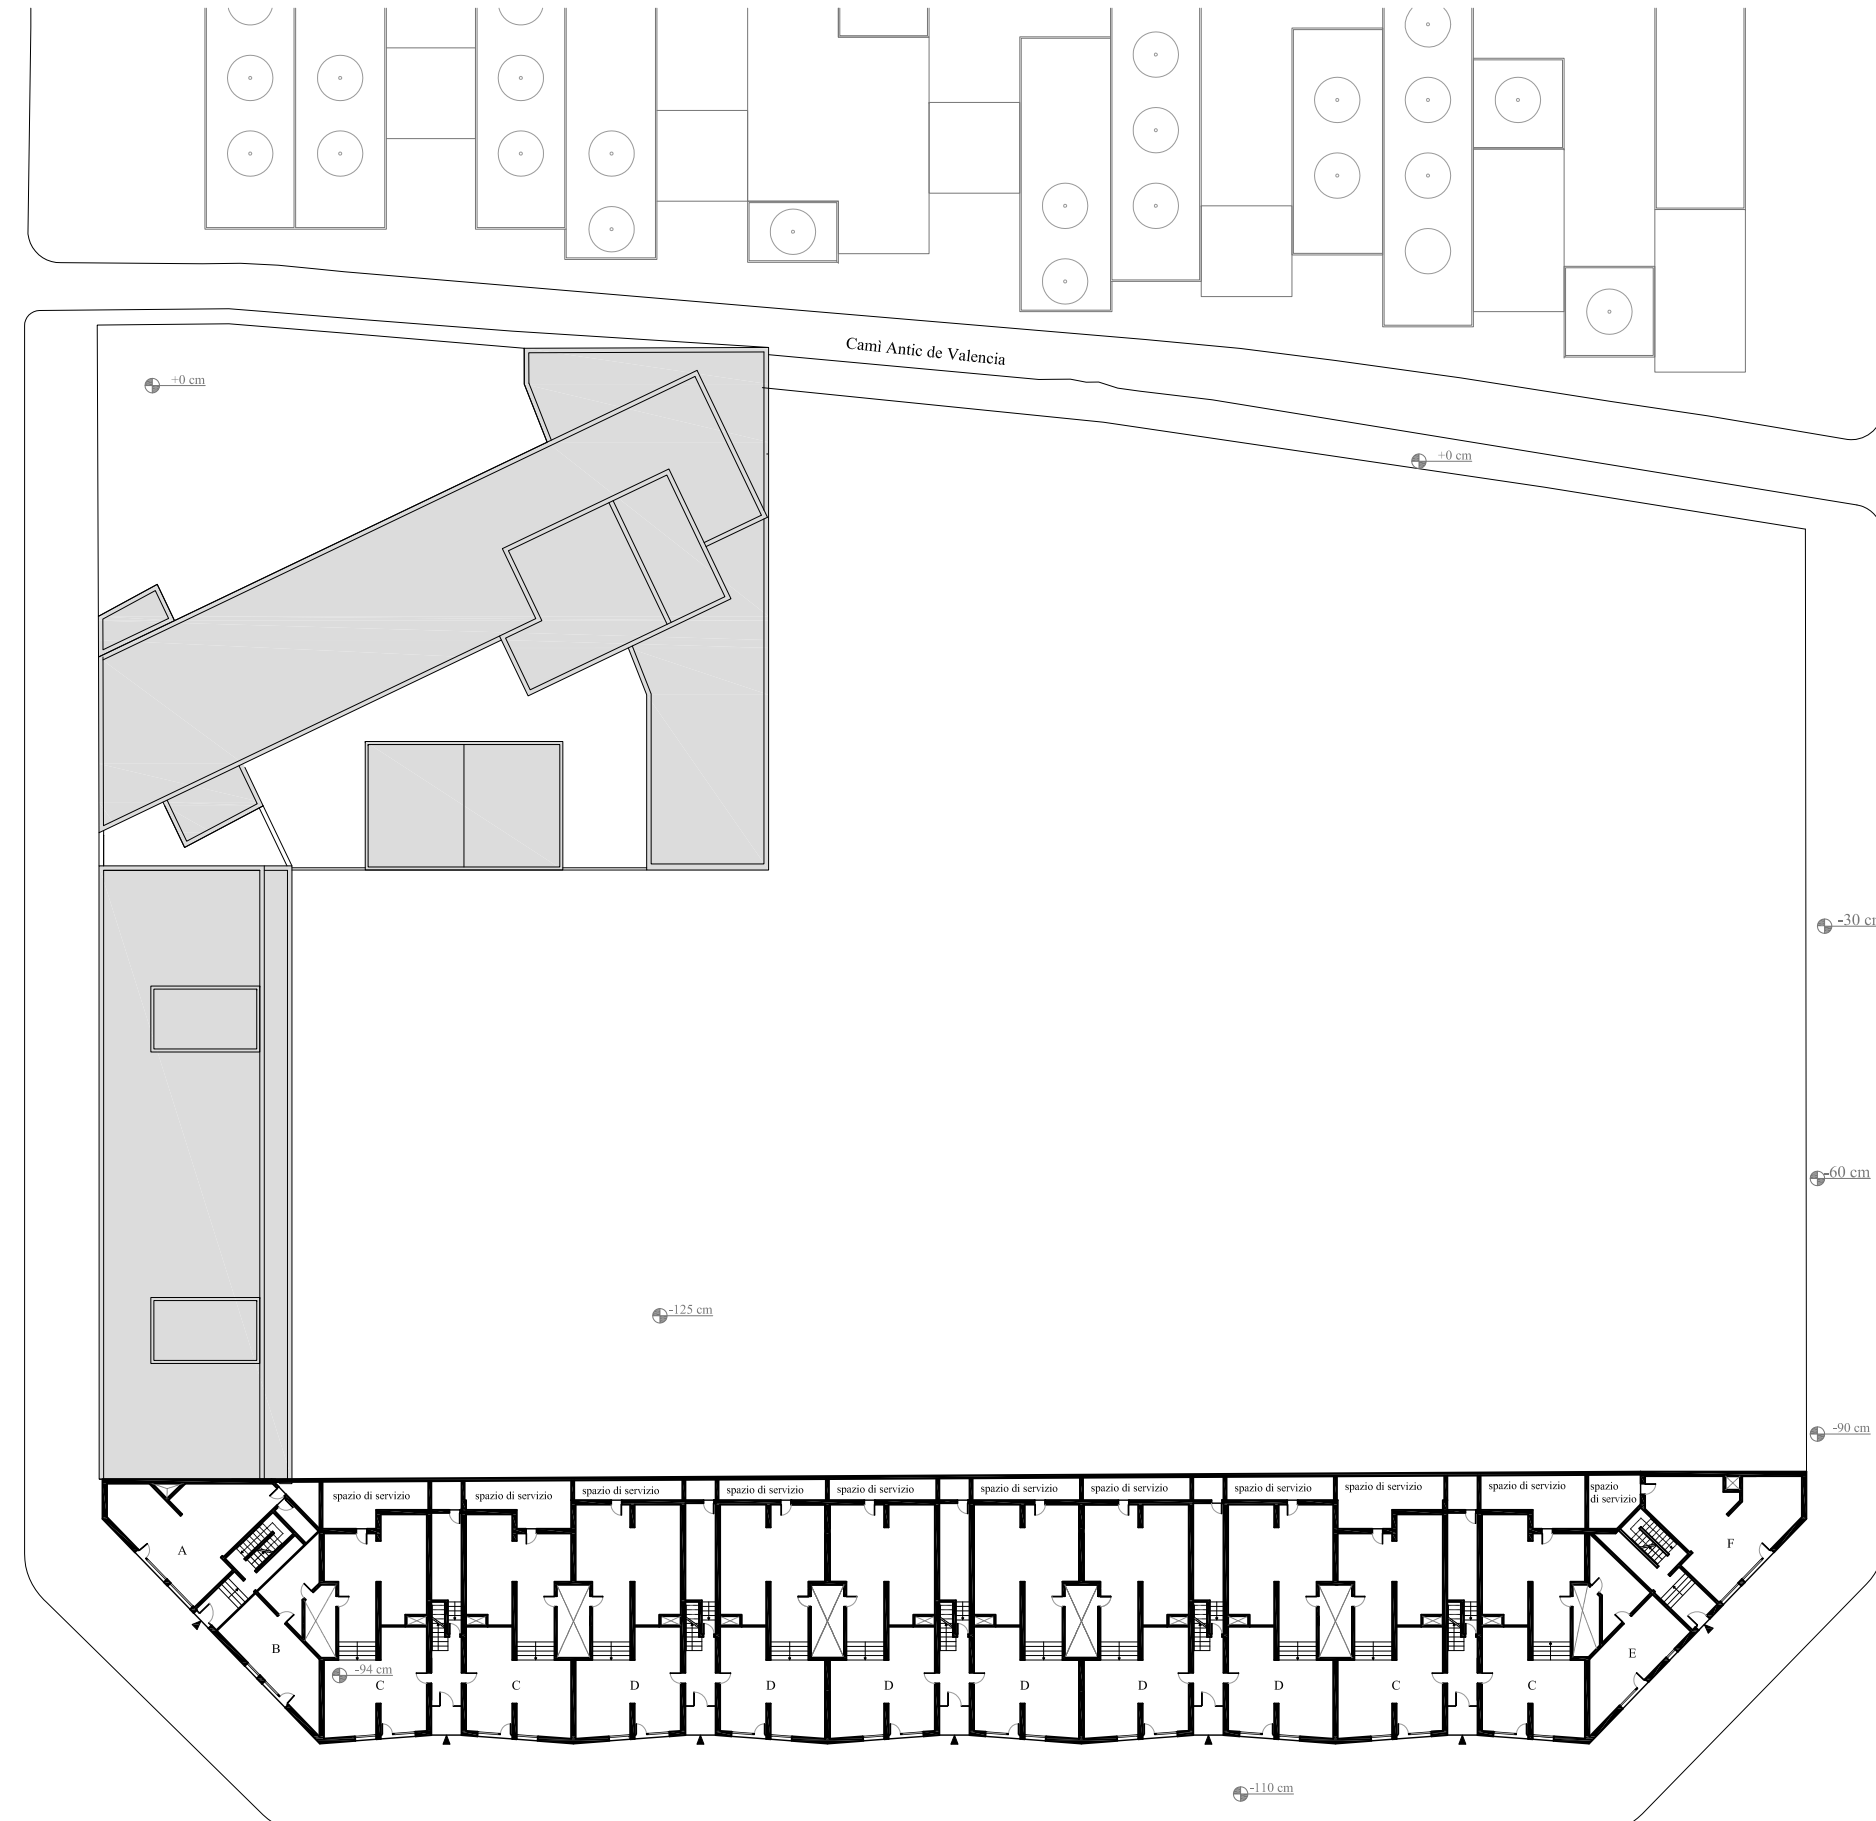 Camì Antic de Valencia
+0 cm
+0 cm
-30 c
-60 cm
-125 cm
-90 cm
spazio di servizio
spazio di servizio
spazio di servizio
spazio di servizio
spazio di servizio
spazio di servizio
spazio di servizio
spazio di servizio
spazio di servizio
spazio di servizio
spazio
di servizio
A
F
B
E
-94 cm
C
C
D
D
D
D
D
D
C
C
-110 cm